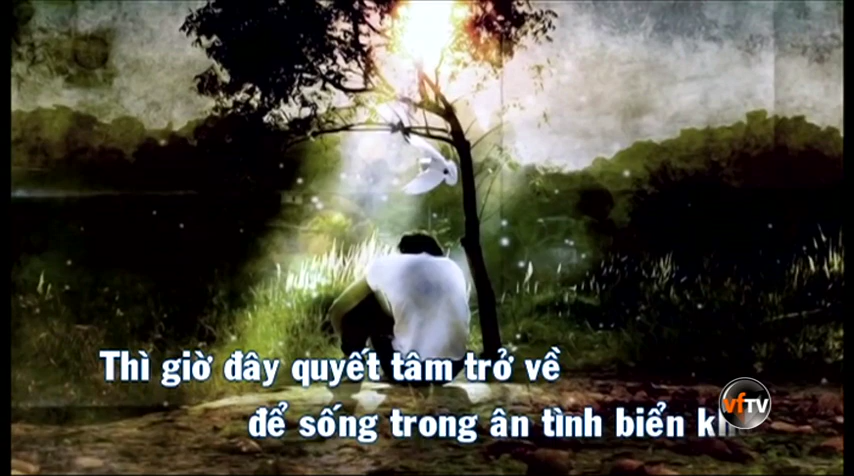 Thì giờ đây quyết tâm trở về
để sống trong ân tình biển
vfTV